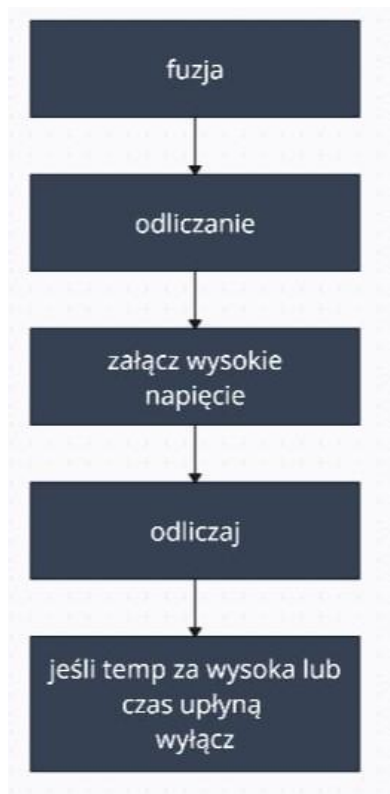 fuzja
odliczanie
załącz wysokie
napięcie
odliczaj
jeśli temp za wysoka lub
czas upłyną
wyłącz